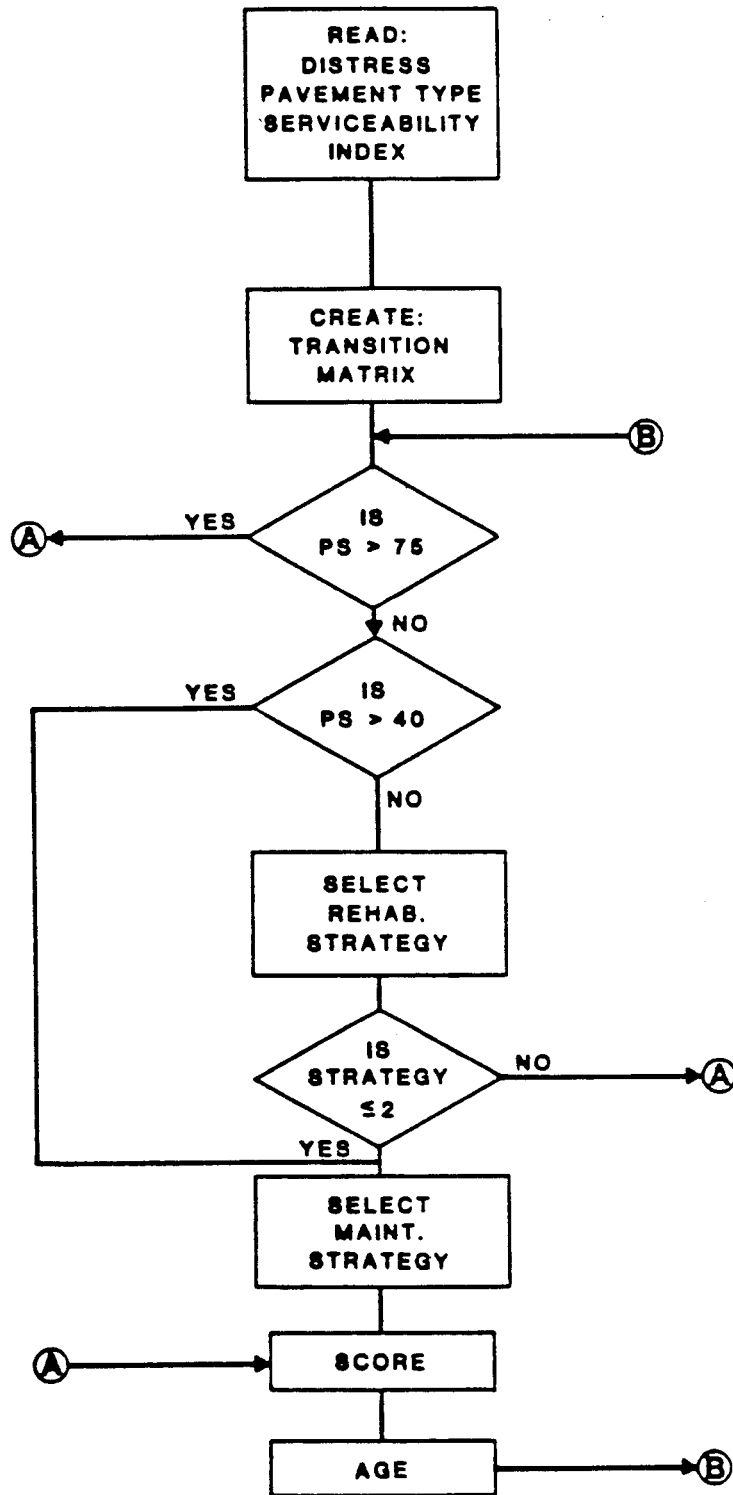 READ:
DISTRESS
PAVEMENT TYPE
SERVICEABILITY
INDEX
CREATE:
TRANSITION
MATRIX
B
YES
A
IS
PS > 75
NO
YES
IS
PS > 40
NO
SELECT
REHAB.
STRATEGY
IS
STRATEGY
≤2
NO
A
YES
SELECT
MAINT.
STRATEGY
A
SCORE
AGE
B